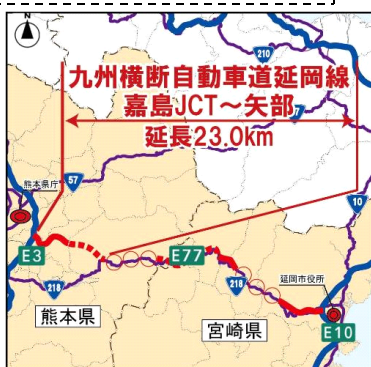 N
210
九州横断自動車道延岡線
嘉島JCT～矢部
延長23.0km
57
熊本県庁
10
E3
E77
218
218
延岡市役所
熊本県
宮崎県
E10